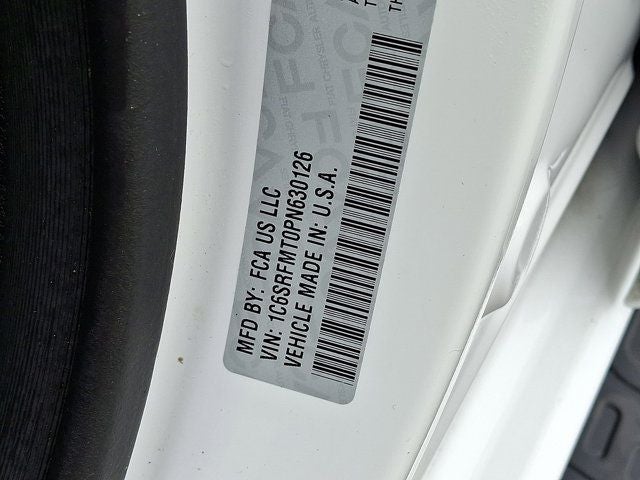 MFD BY: FCA US LLC
VIN: 1C6SRFMT0PN630126
VEHICLE MADE IN: U.S.A.